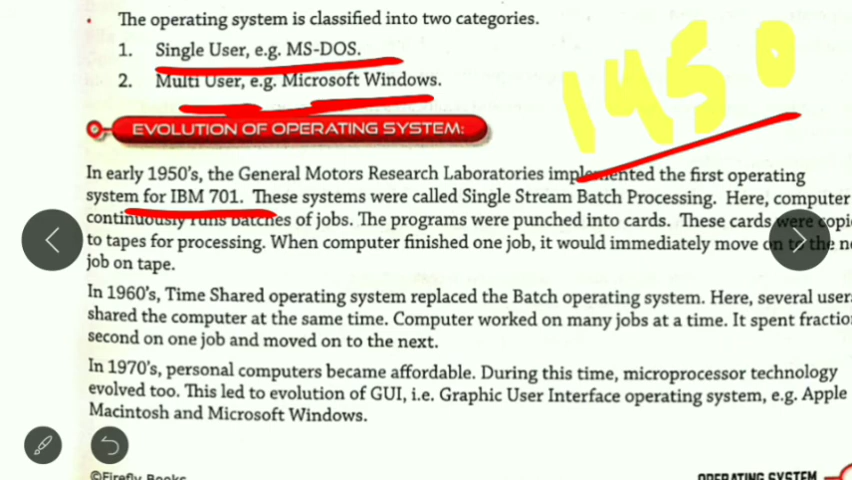 The operating system is classified into two categories.
1. Single User, e.g. MS-DOS.
2. Multi User, e.g. Microsoft Windows.
1950
EVOLUTION OF OPERATING SYSTEM:
In early 1950's, the General Motors Research Laboratories implemented the first operating
system for IBM 701. These systems were called Single Stream Batch Processing. Here, computer
continuously runs batches of jobs. The programs were punched into cards. These cards were
to tapes for processing. When computer finished one job, it would immediately move on to the
job on tape.
In 1960's, Time Shared operating system replaced the Batch operating system. Here, several user
shared the computer at the same time. Computer worked on many jobs at a time. It spent
second on one job and moved on to the next.
In 1970's, personal computers became affordable. During this time, microprocessor technology
evolved too. This led to evolution of GUI, i.e. Graphic User Interface operating system, e.g. Apple
Macintosh and Microsoft Windows.
©Firefly Books
OPERATING SYSTEM